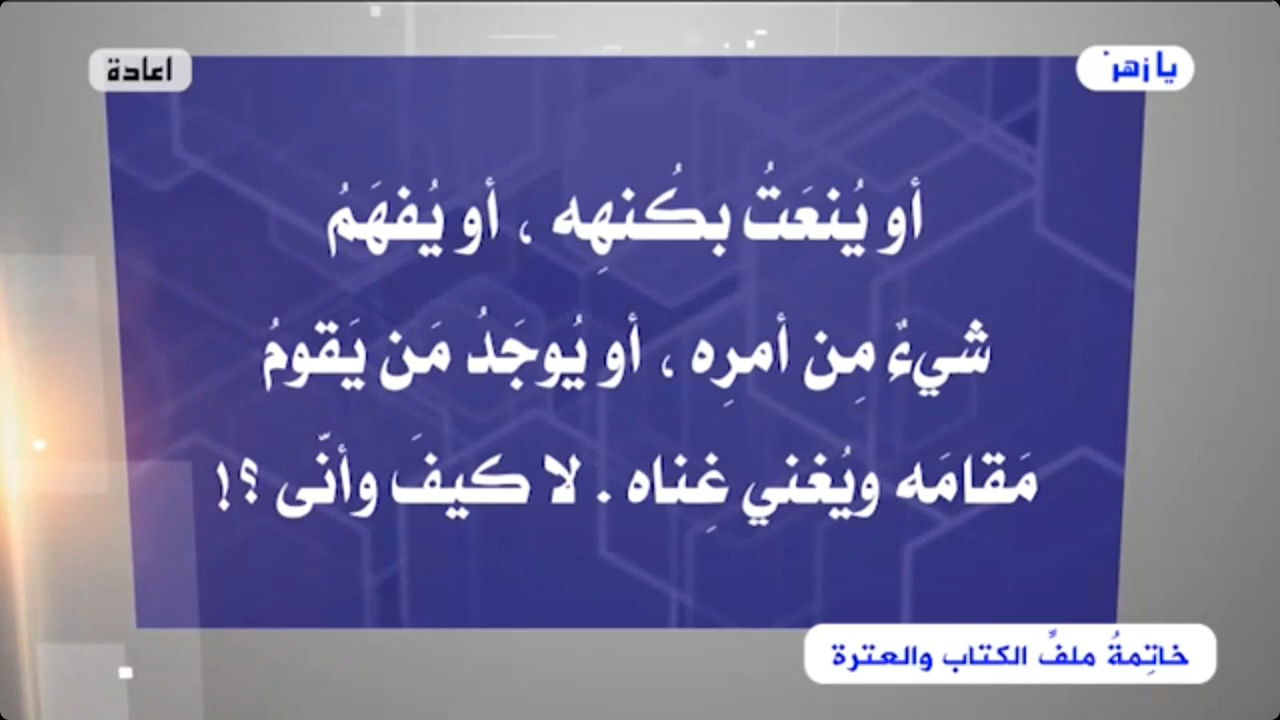 يا زهر
اعادة
أو يُنعَتُ بكُنهِه ، أو يُفهَمُ
شيءٌ مِن أمرِه ، أو يُوجَدُ مَن يَقومُ
مَقامَه ويُغني غِناه . لا كيفَ وأنّى ؟!
خاتِمةُ ملفِّ الكتاب والعترة